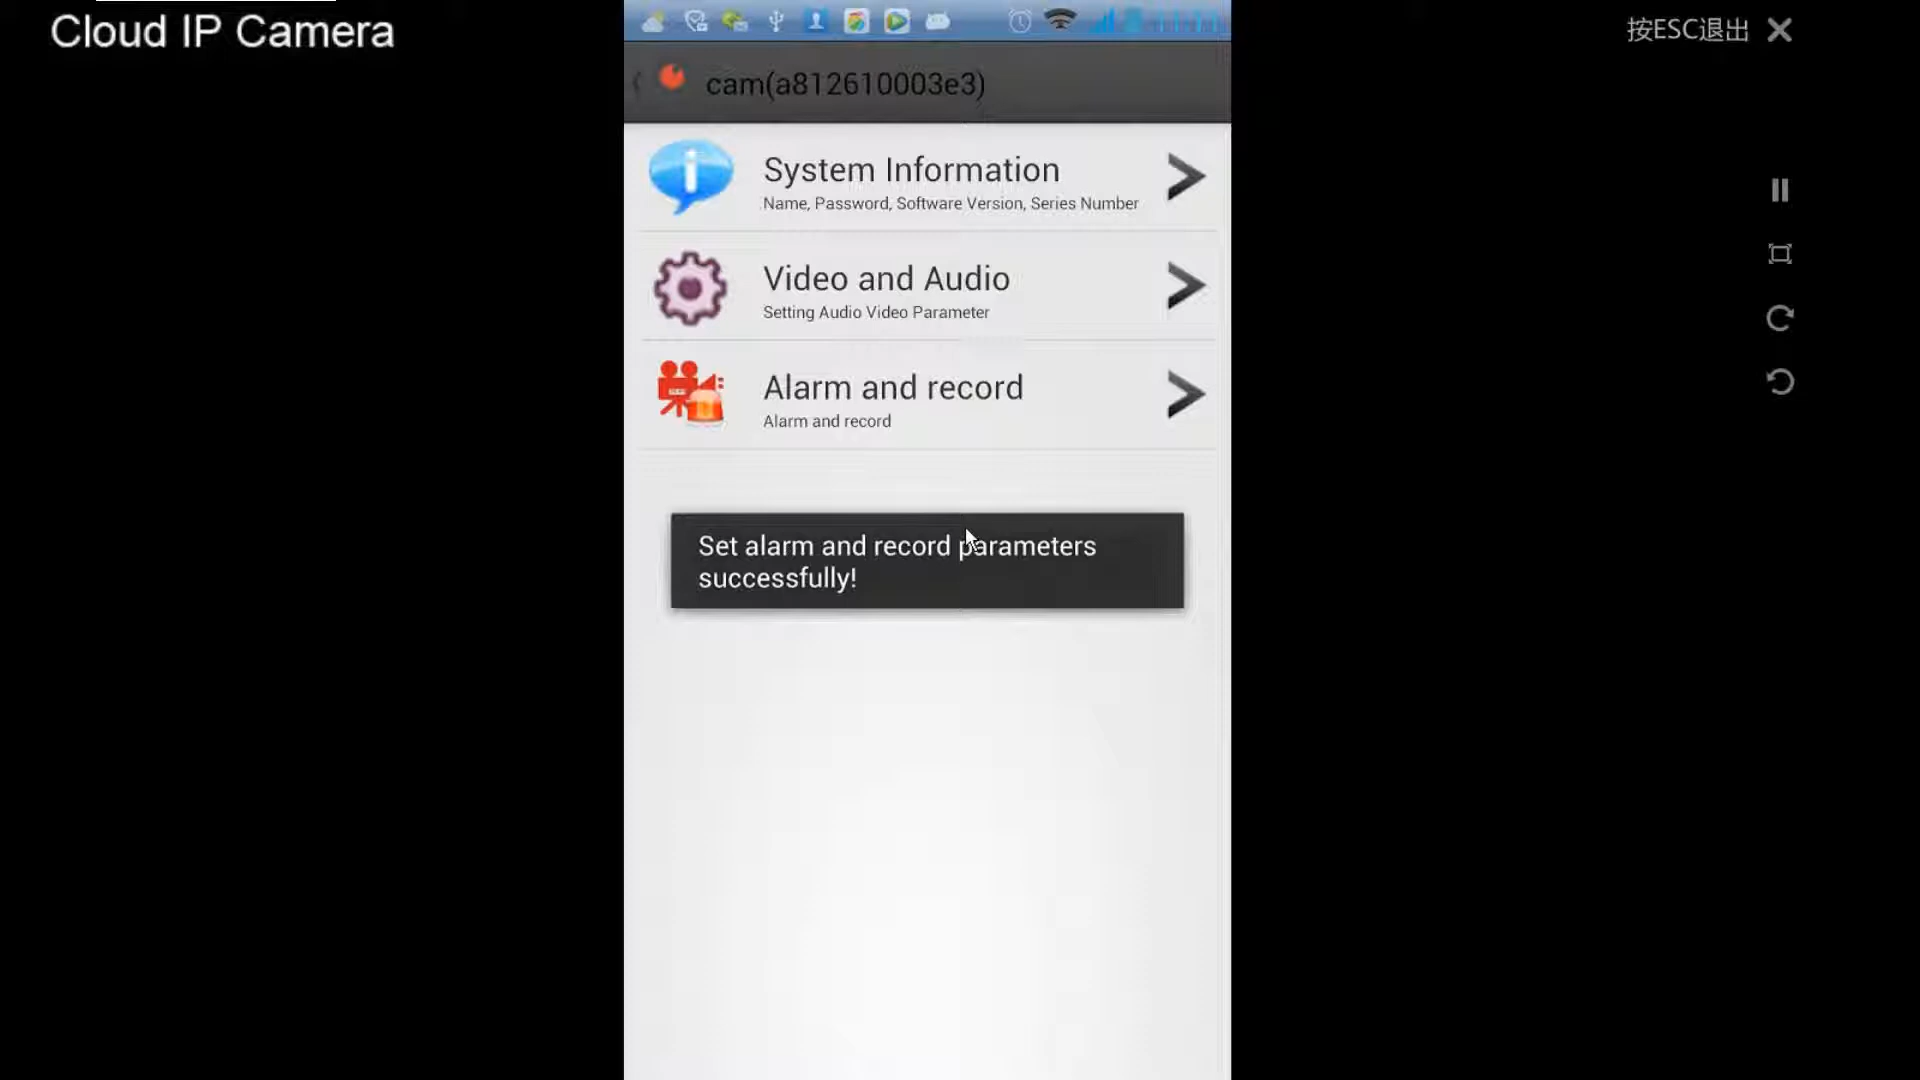 Cloud IP Camera
按ESC退出
cam(a812610003e3)
System Information
Name, Password, Software Version, Series Number
Video and Audio
Setting Audio Video Parameter
Alarm and record
Alarm and record
Set alarm and record parameters
successfully!